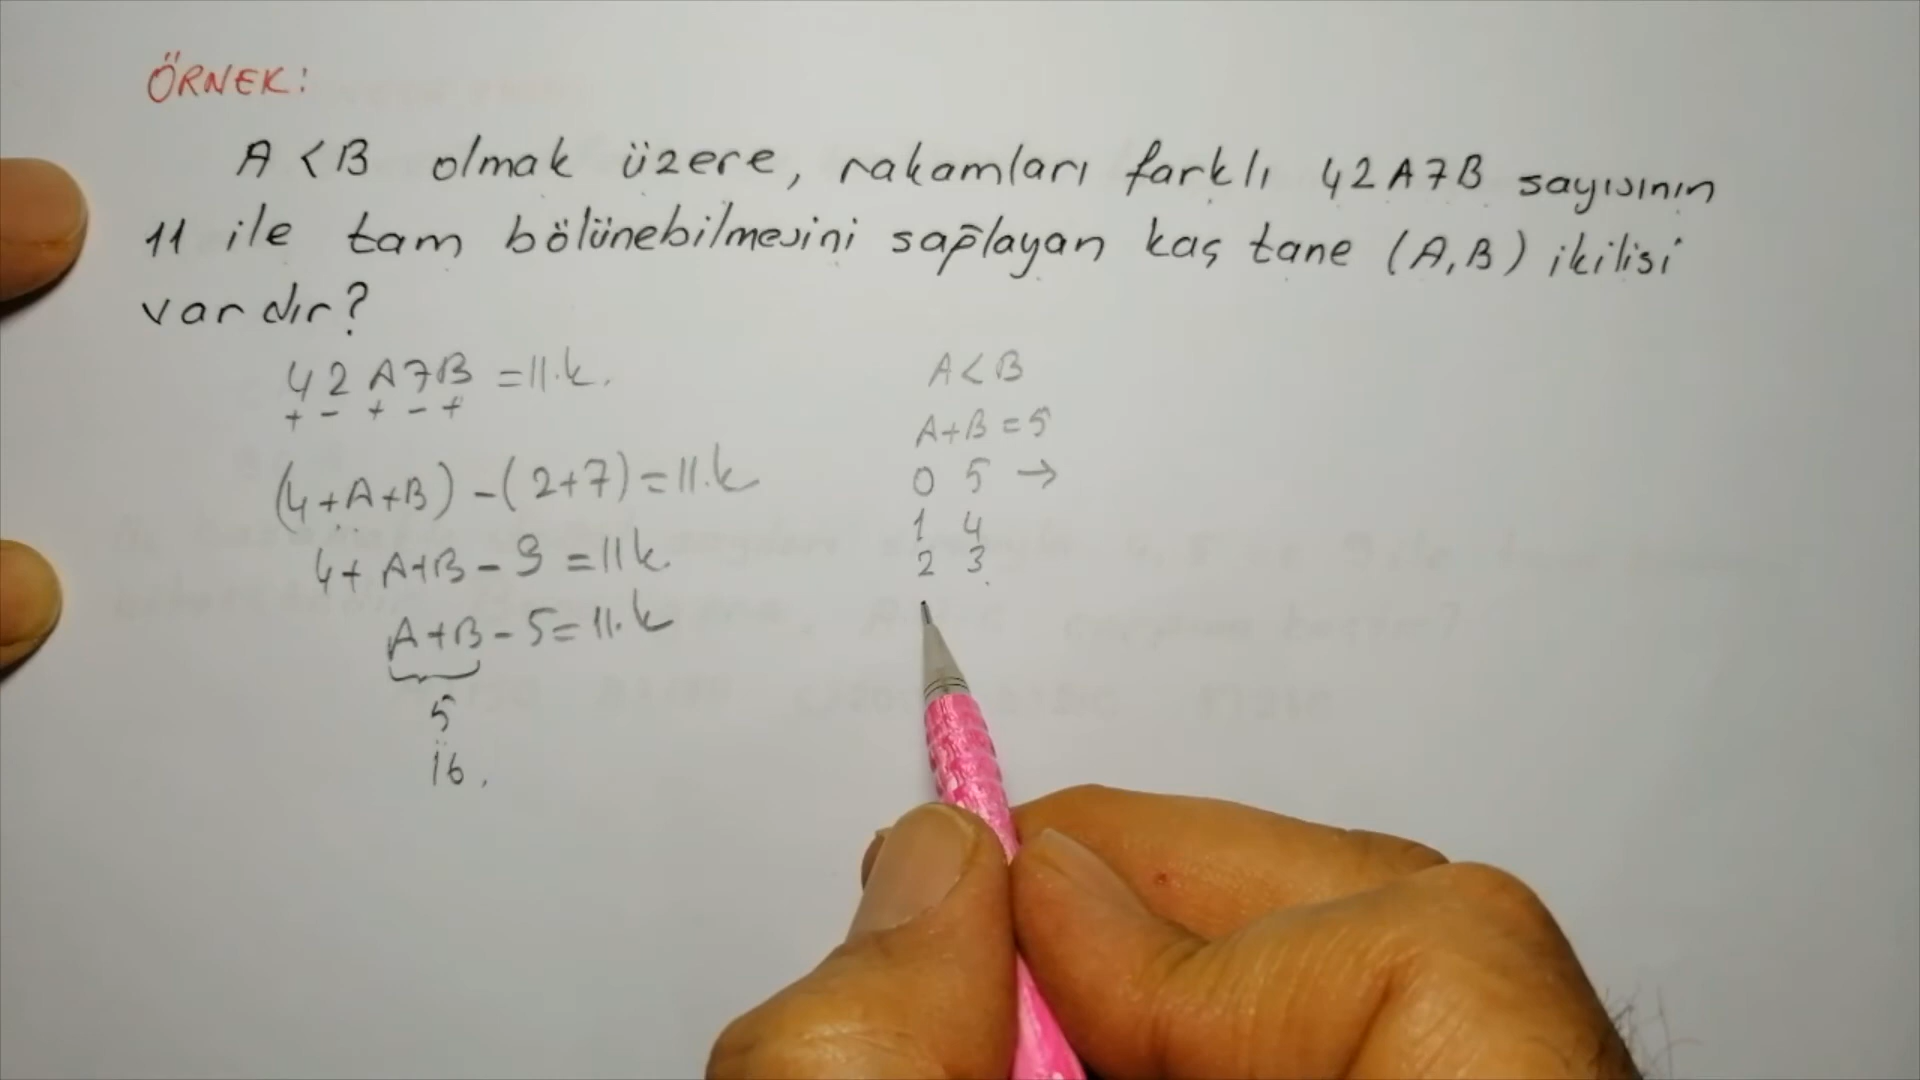 ÖRNEK:
A < B olmak üzere, rakamları farklı 42A7B sayısının
11 ile tam bölünebilmesini sağlayan kaç tane (A,B) ikilisi
vardır?
42A7B = 11.k.
+ - + - +
(4+A+B) - (2+7) = 11.k
4+A+B-9 = 11k.
A+B-5 = 11.k
5
16.
A<B
A+B=5
0 5 →
1 4
2 3